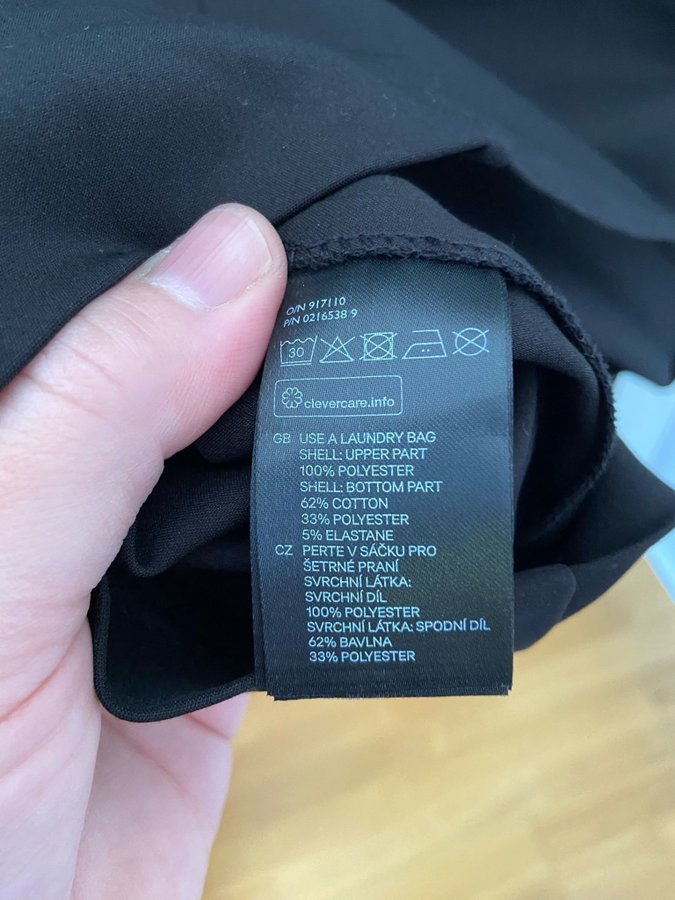 O/N 917110
P/N 0216538 9
30
clevercare.info
GB USE A LAUNDRY BAG
SHELL: UPPER PART
100% POLYESTER
SHELL: BOTTOM PART
62% COTTON
33% POLYESTER
5% ELASTANE
CZ PERTE V SÁČKU PRO
ŠETRNÉ PRANÍ
SVRCHNÍ LÁTKA:
SVRCHNÍ DÍL
100% POLYESTER
SVRCHNÍ LÁTKA: SPODNÍ DÍL
62% BAVLNA
33% POLYESTER